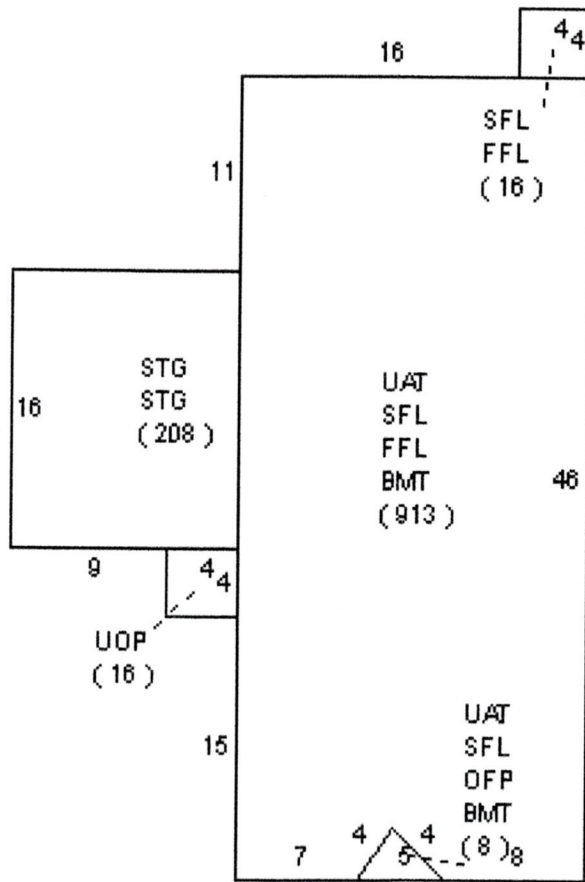 4 4
16
SFL
FFL
( 16 )
11
STG
STG
( 208 )
16
UAT
SFL
FFL
BMT
( 913 )
46
9
4 4
UOP
( 16 )
15
UAT
SFL
OFP
BMT
( 8 )
4
4
7
5
8